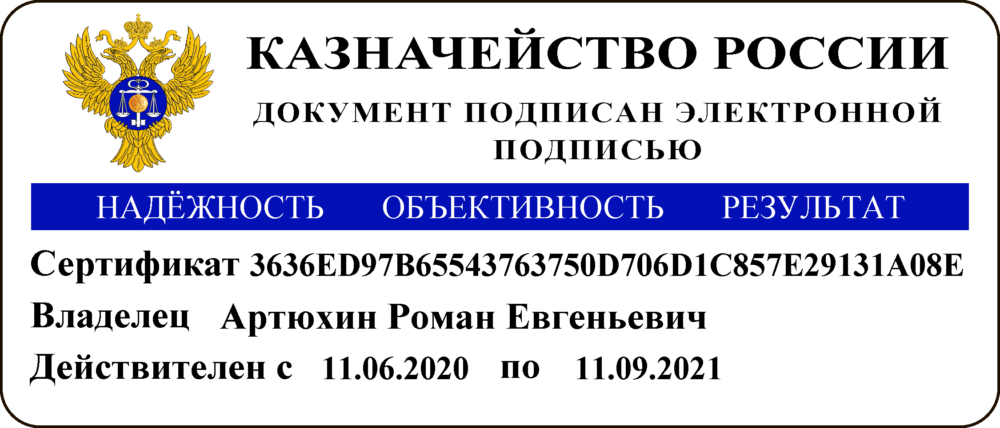 КАЗНАЧЕЙСТВО РОССИИ
ДОКУМЕНТ ПОДПИСАН ЭЛЕКТРОННОЙ
ПОДПИСЬЮ
НАДЁЖНОСТЬ ОБЪЕКТИВНОСТЬ РЕЗУЛЬТАТ
Сертификат 3636ED97B65543763750D706D1C857E29131A08E
Владелец Артюхин Роман Евгеньевич
Действителен с 11.06.2020 по 11.09.2021